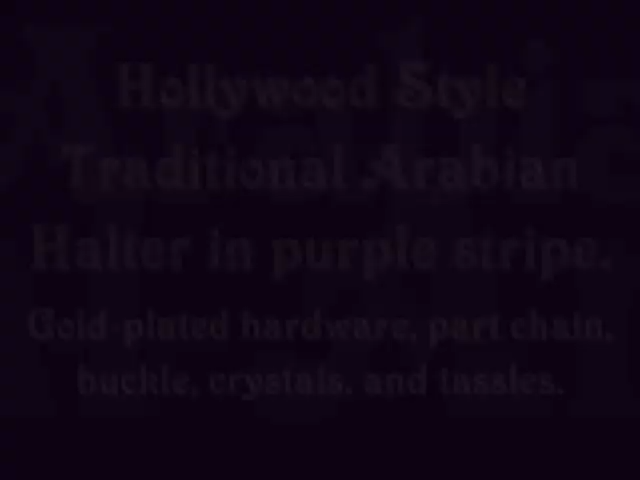 Hollywood Style
Traditional Arabian
Halter in purple stripe.
Gold-plated hardware, part chain,
buckle, crystals, and tassles.